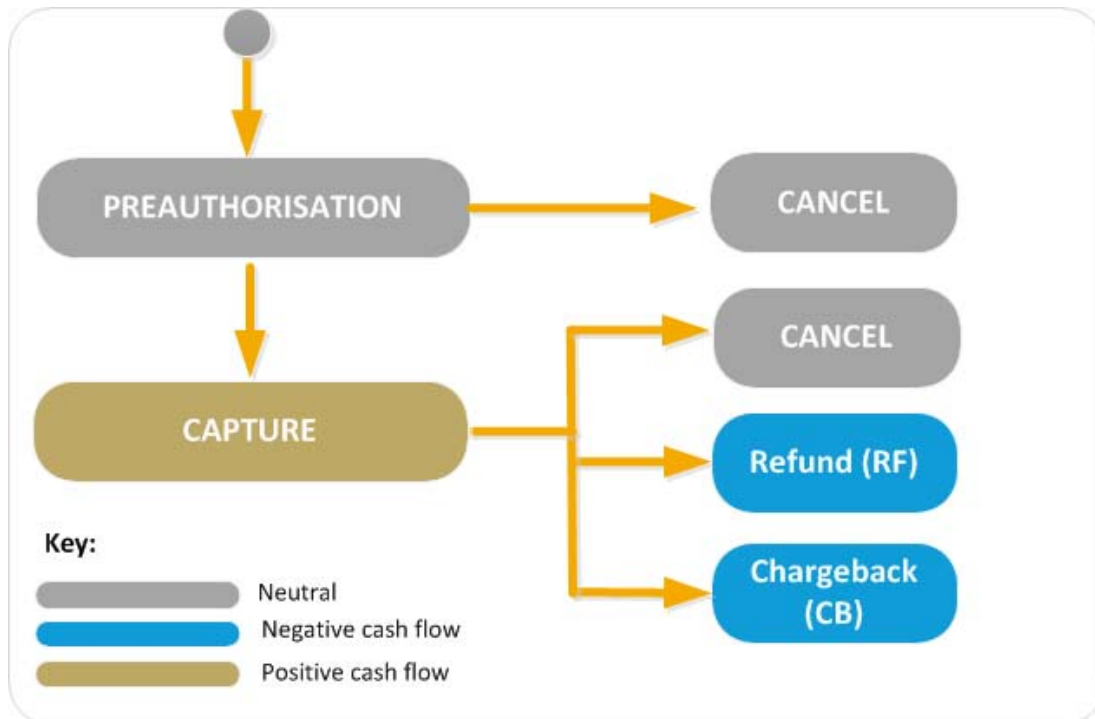 PREAUTHORISATION
CANCEL
CANCEL
CAPTURE
Refund (RF)
Chargeback
(CB)
Key:
Neutral
Negative cash flow
Positive cash flow